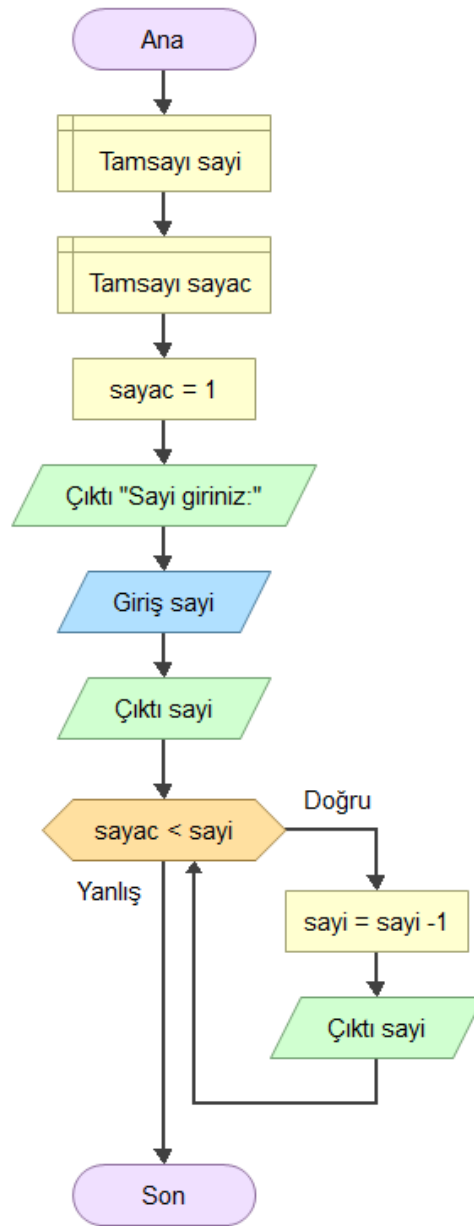 Ana
Tamsayı sayi
Tamsayı sayac
sayac = 1
Çıktı "Sayi giriniz:"
Giriş sayi
Çıktı sayi
sayac < sayi
Doğru
Yanlış
sayi = sayi -1
Çıktı sayi
Son